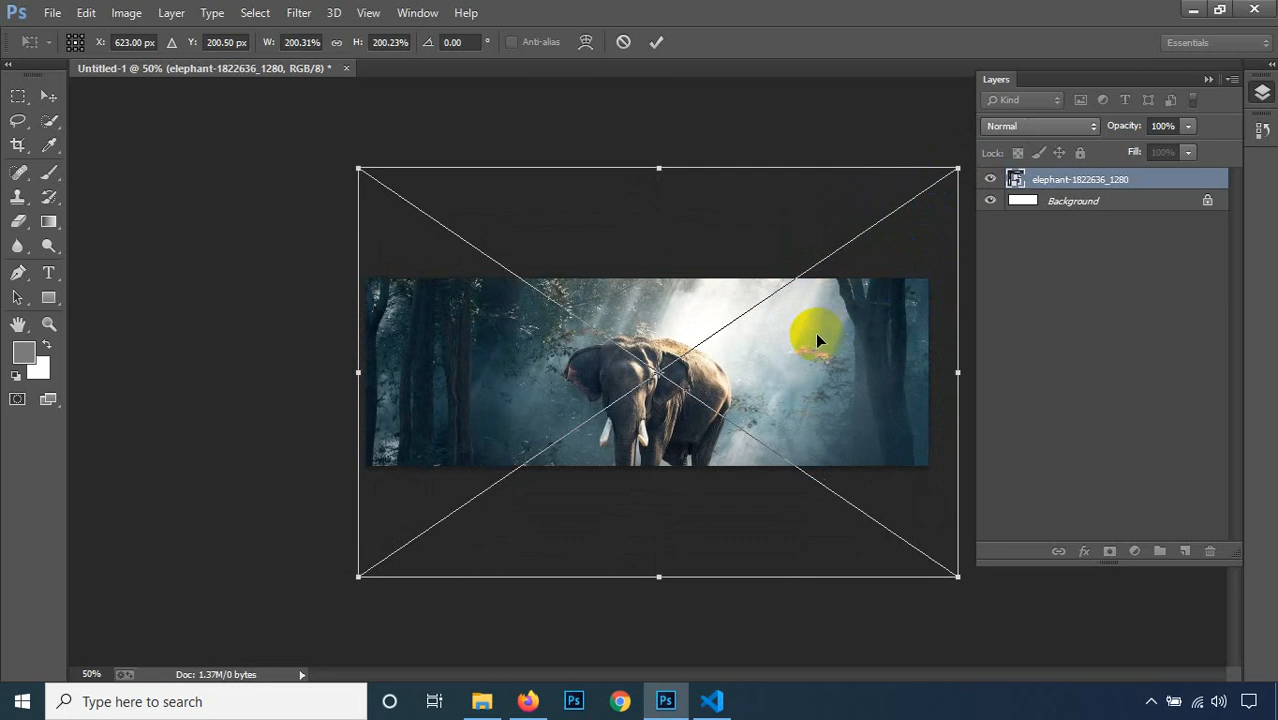 Ps File Edit Image Layer Type Select Filter 3D View Window Help
X: 623.00 px Y: 200.50 px W: 200.31% H: 200.23% 0.00 ° Anti-alias Essentials
Untitled-1 @ 50% (elephant-1822636_1280, RGB/8) * ×
Layers
Kind
Normal Opacity: 100%
Lock: Fill: 100%
elephant-1822636_1280
Background
50% Doc: 1.37M/0 bytes
Type here to search Ps Ps